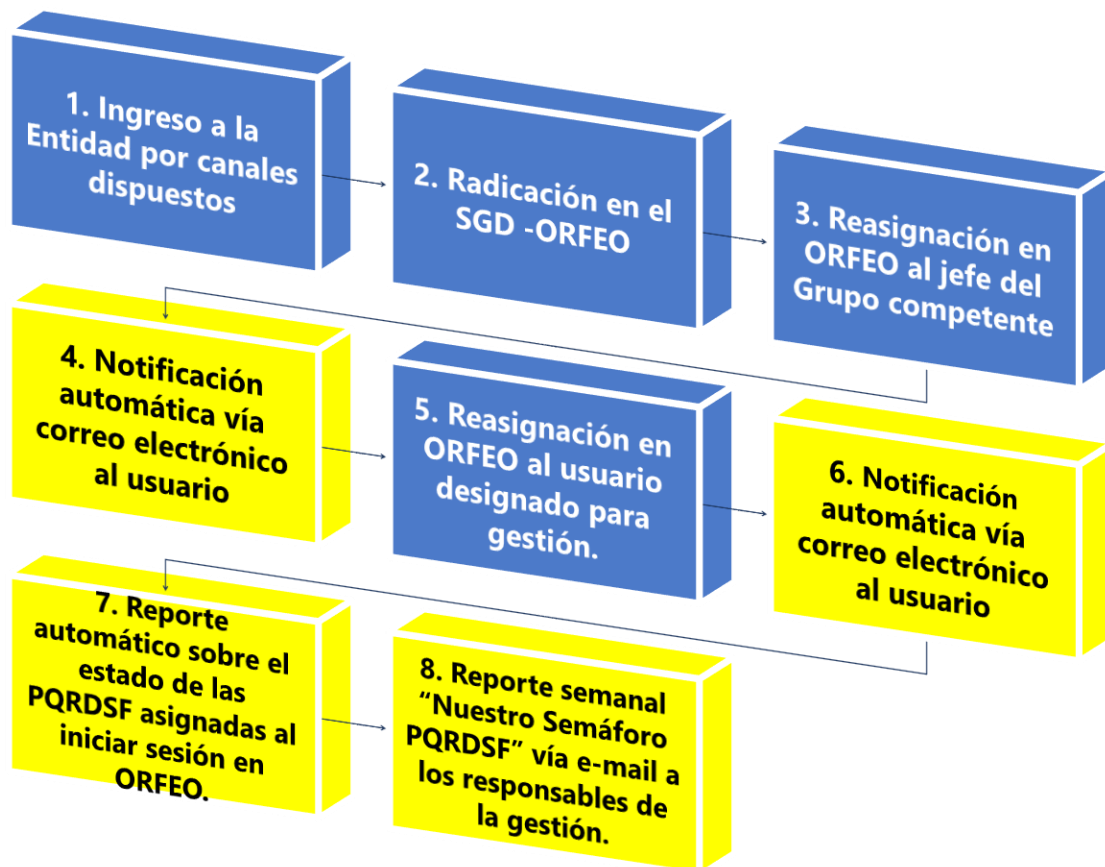 1. Ingreso a la
Entidad por canales
dispuestos
2. Radicación en el
SGD -ORFEO
3. Reasignación en
ORFEO al jefe del
Grupo competente
4. Notificación
automática vía
correo electrónico
al usuario
5. Reasignación en
ORFEO al usuario
designado para
gestión.
6. Notificación
automática vía
correo electrónico
al usuario
7. Reporte
automático sobre el
estado de las
PQRDSF asignadas al
iniciar sesión en
ORFEO.
8. Reporte semanal
“Nuestro Semáforo
PQRDSF” vía e-mail a
los responsables de
la gestión.